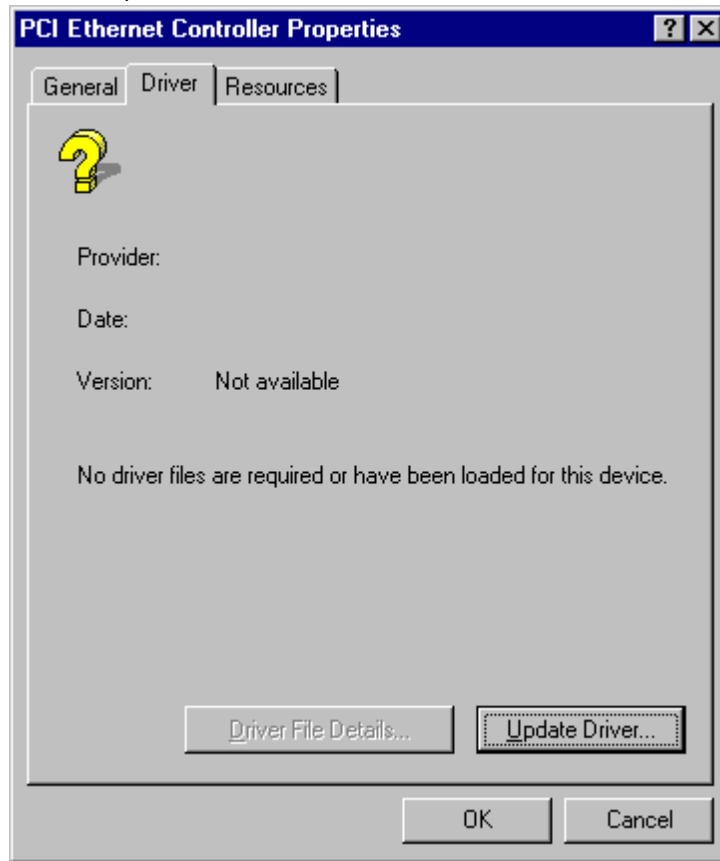 PCI Ethernet Controller Properties
General Driver Resources
Provider:
Date:
Version: Not available
No driver files are required or have been loaded for this device.
Driver File Details... Update Driver...
OK Cancel